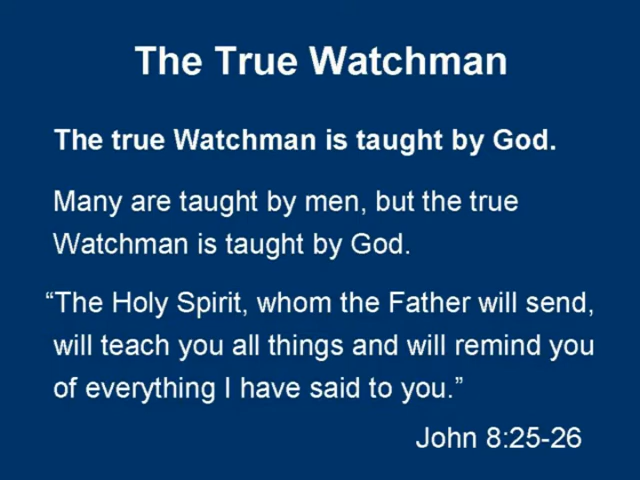 The True Watchman
The true Watchman is taught by God.
Many are taught by men, but the true
Watchman is taught by God.
“The Holy Spirit, whom the Father will send,
will teach you all things and will remind you
of everything I have said to you.”
John 8:25-26